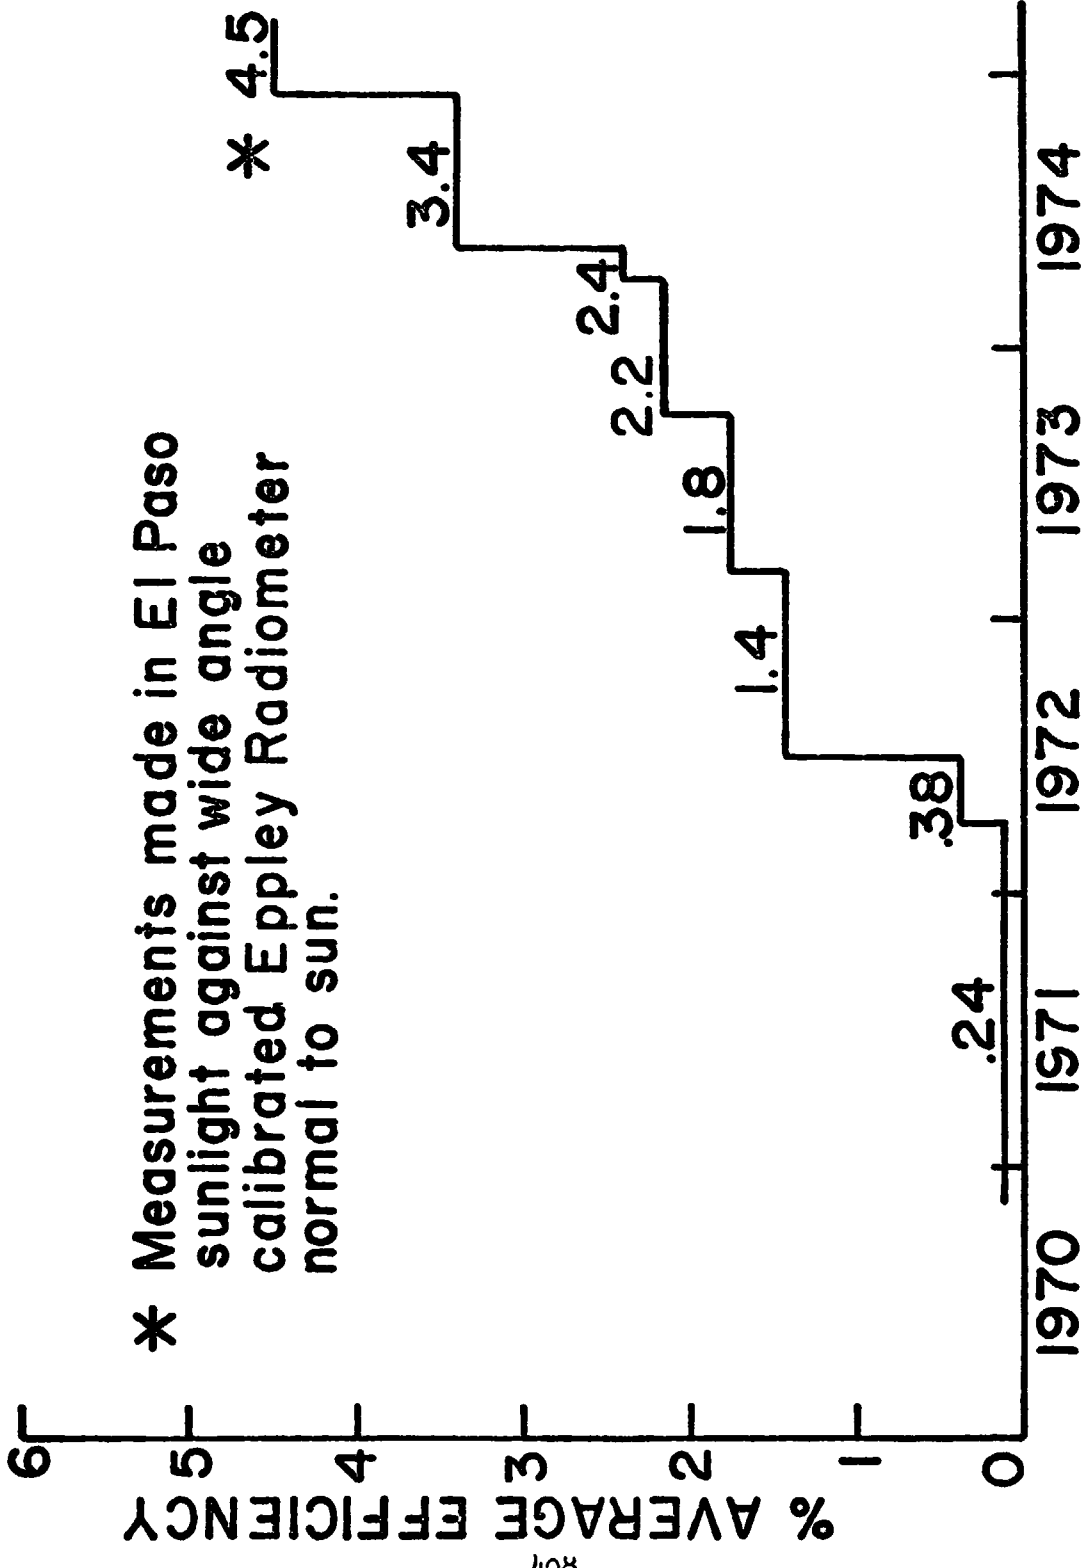 * Measurements made in El Paso
sunlight against wide angle
calibrated Eppley Radiometer
normal to sun.
* 4.5
3.4
2.4
2.2
1.8
1.4
.38
.24
% AVERAGE EFFICIENCY
6
5
4
3
2
1
0
1970 1971 1972 1973 1974